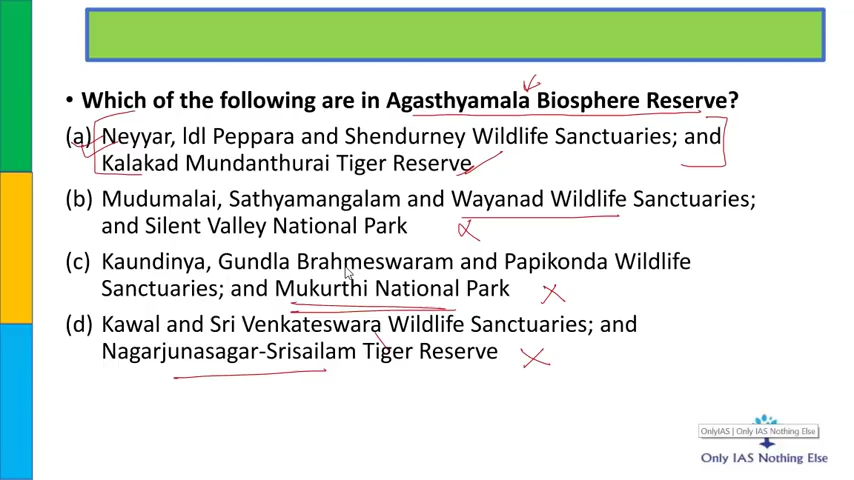 • Which of the following are in Agasthyamala Biosphere Reserve?
(a) Neyyar, ldl Peppara and Shendurney Wildlife Sanctuaries; and
Kalakad Mundanthurai Tiger Reserve
(b) Mudumalai, Sathyamangalam and Wayanad Wildlife Sanctuaries;
and Silent Valley National Park
(c) Kaundinya, Gundla Brahmeswaram and Papikonda Wildlife
Sanctuaries; and Mukurthi National Park
(d) Kawal and Sri Venkateswara Wildlife Sanctuaries; and
Nagarjunasagar-Srisailam Tiger Reserve
OnlyIAS | Only IAS Nothing Else
Only IAS Nothing Else